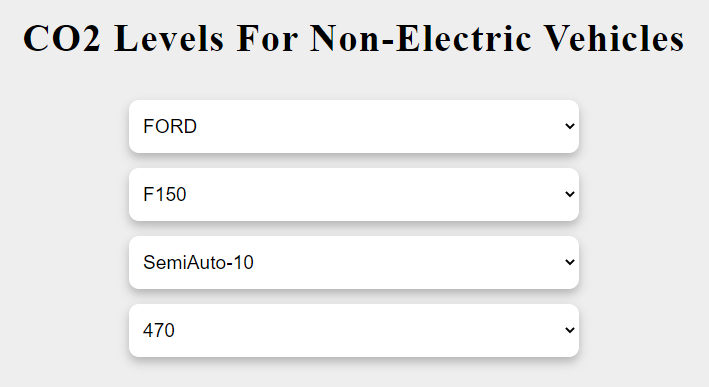 CO2 Levels For Non-Electric Vehicles
FORD
F150
SemiAuto-10
470